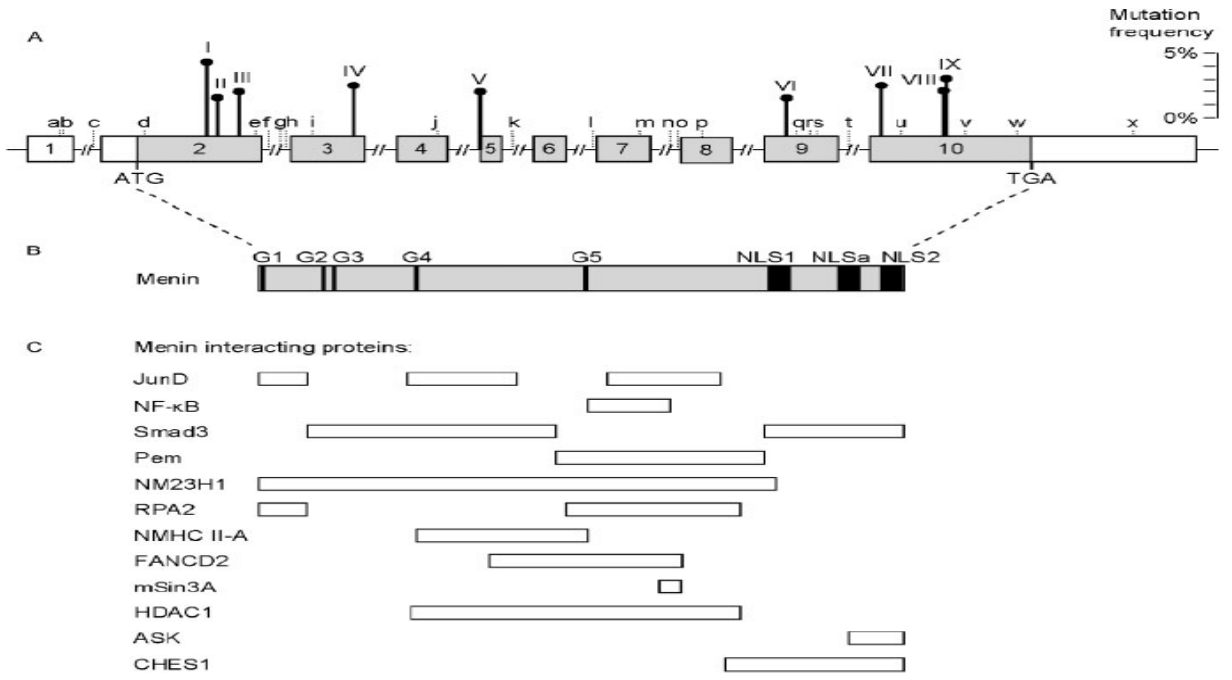 Mutation
frequency
A
5%
0%
I
II
III
IV
V
VI
VII
VIII
IX
ab c d ef gh i j k l m no p qrs t u v w x
1 2 3 4 5 6 7 8 9 10
ATG TGA
B
G1 G2 G3 G4 G5 NLS1 NLSa NLS2
Menin
C Menin interacting proteins:
JunD
NF-κB
Smad3
Pem
NM23H1
RPA2
NMHC II-A
FANCD2
mSin3A
HDAC1
ASK
CHES1